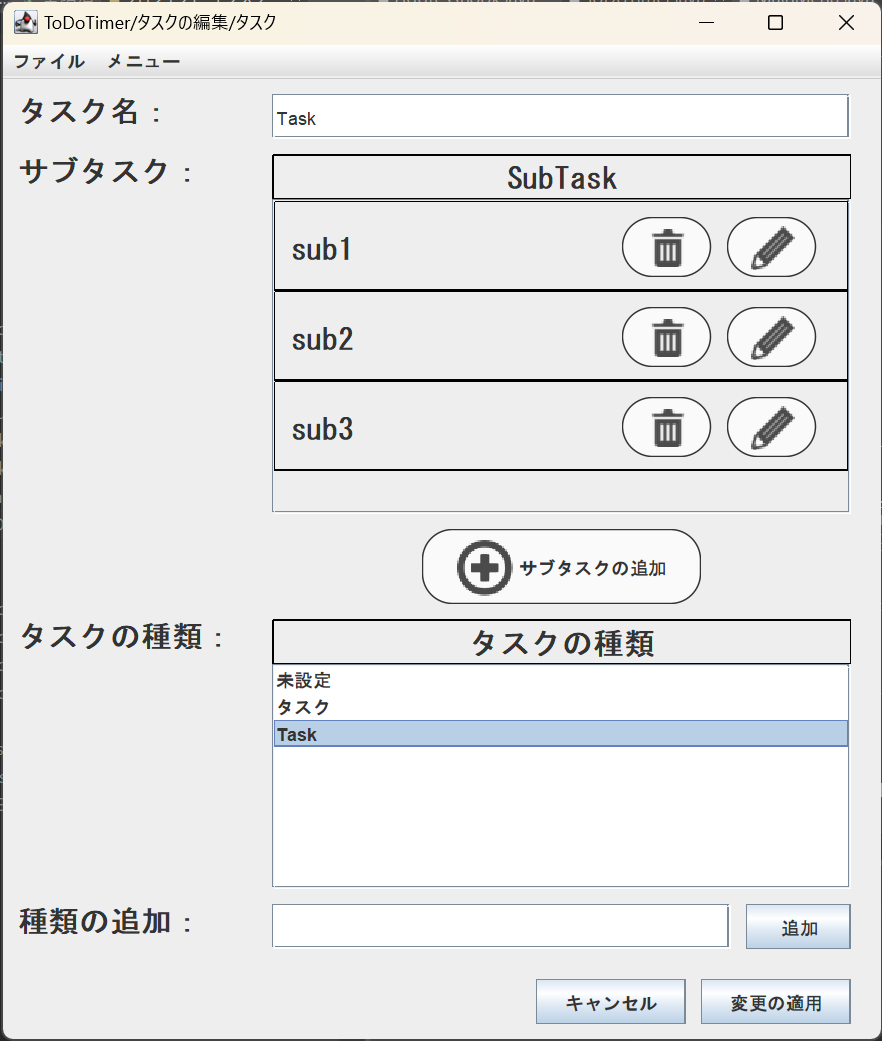 ToDoTimer/タスクの編集/タスク
ファイル メニュー
タスク名：
Task
サブタスク：
SubTask
sub1
sub2
sub3
サブタスクの追加
タスクの種類：
タスクの種類
未設定
タスク
Task
種類の追加：
追加
キャンセル 変更の適用